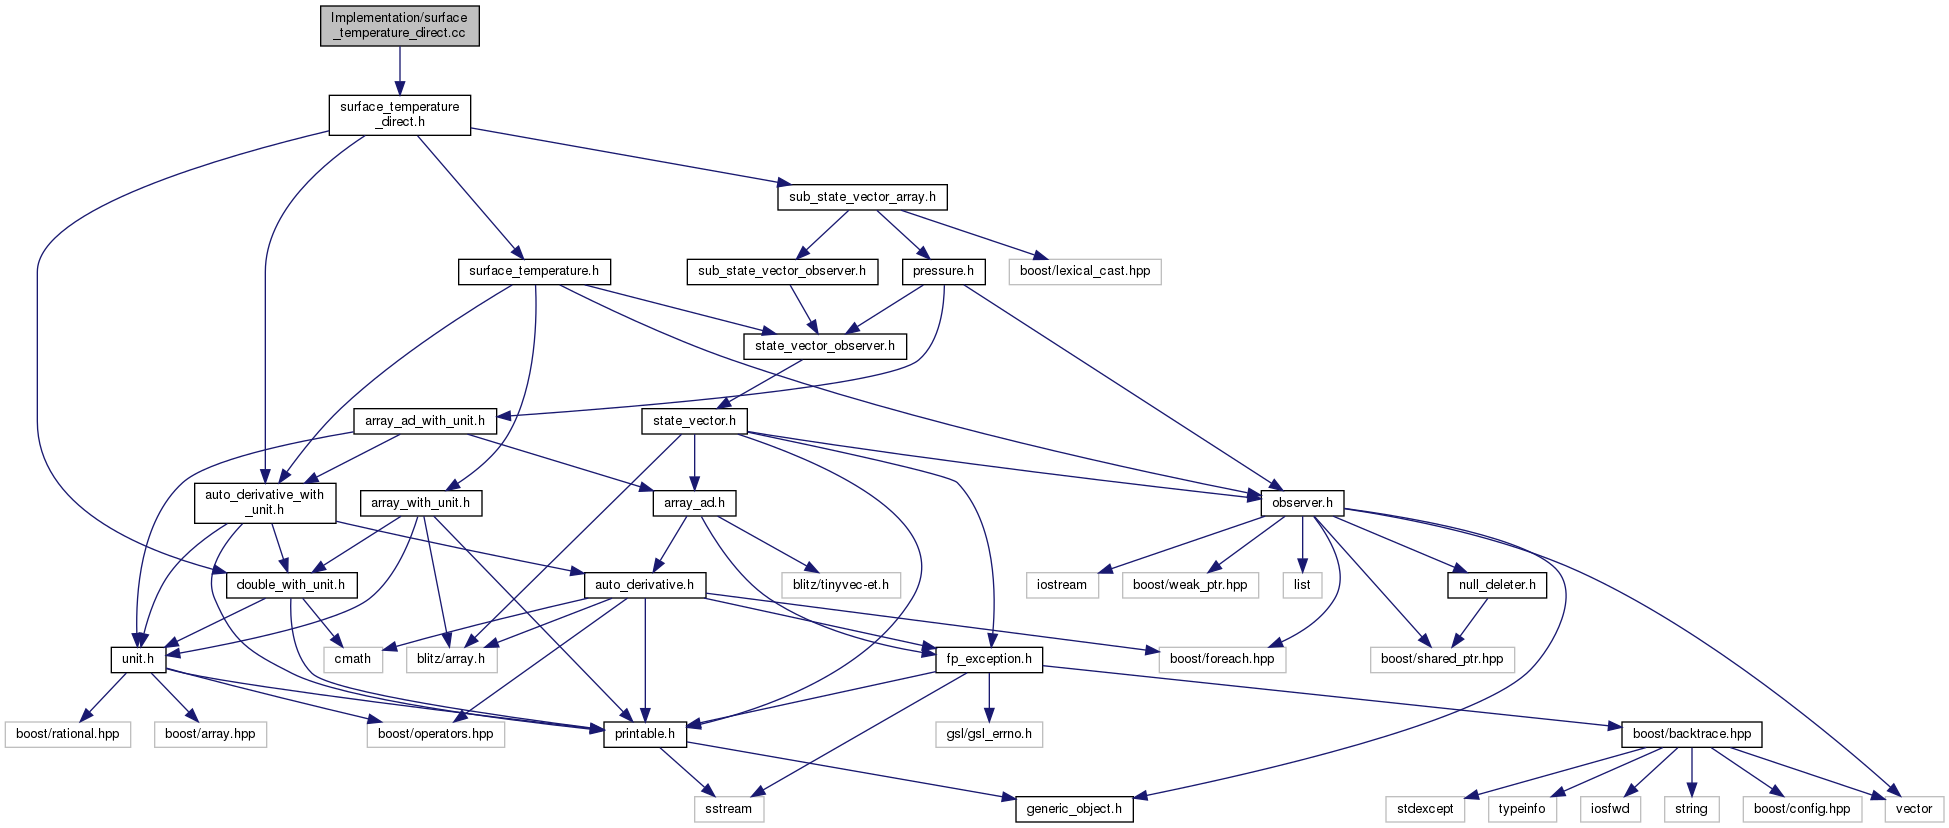 Implementation/surface
_temperature_direct.cc
surface_temperature
_direct.h
sub_state_vector_array.h
surface_temperature.h
sub_state_vector_observer.h
pressure.h
boost/lexical_cast.hpp
state_vector_observer.h
array_ad_with_unit.h
state_vector.h
auto_derivative_with
_unit.h
array_with_unit.h
array_ad.h
observer.h
double_with_unit.h
auto_derivative.h
blitz/tinyvec-et.h
iostream
boost/weak_ptr.hpp
list
null_deleter.h
unit.h
cmath
blitz/array.h
fp_exception.h
boost/foreach.hpp
boost/shared_ptr.hpp
boost/rational.hpp
boost/array.hpp
boost/operators.hpp
printable.h
gsl/gsl_errno.h
boost/backtrace.hpp
sstream
generic_object.h
stdexcept
typeinfo
iosfwd
string
boost/config.hpp
vector